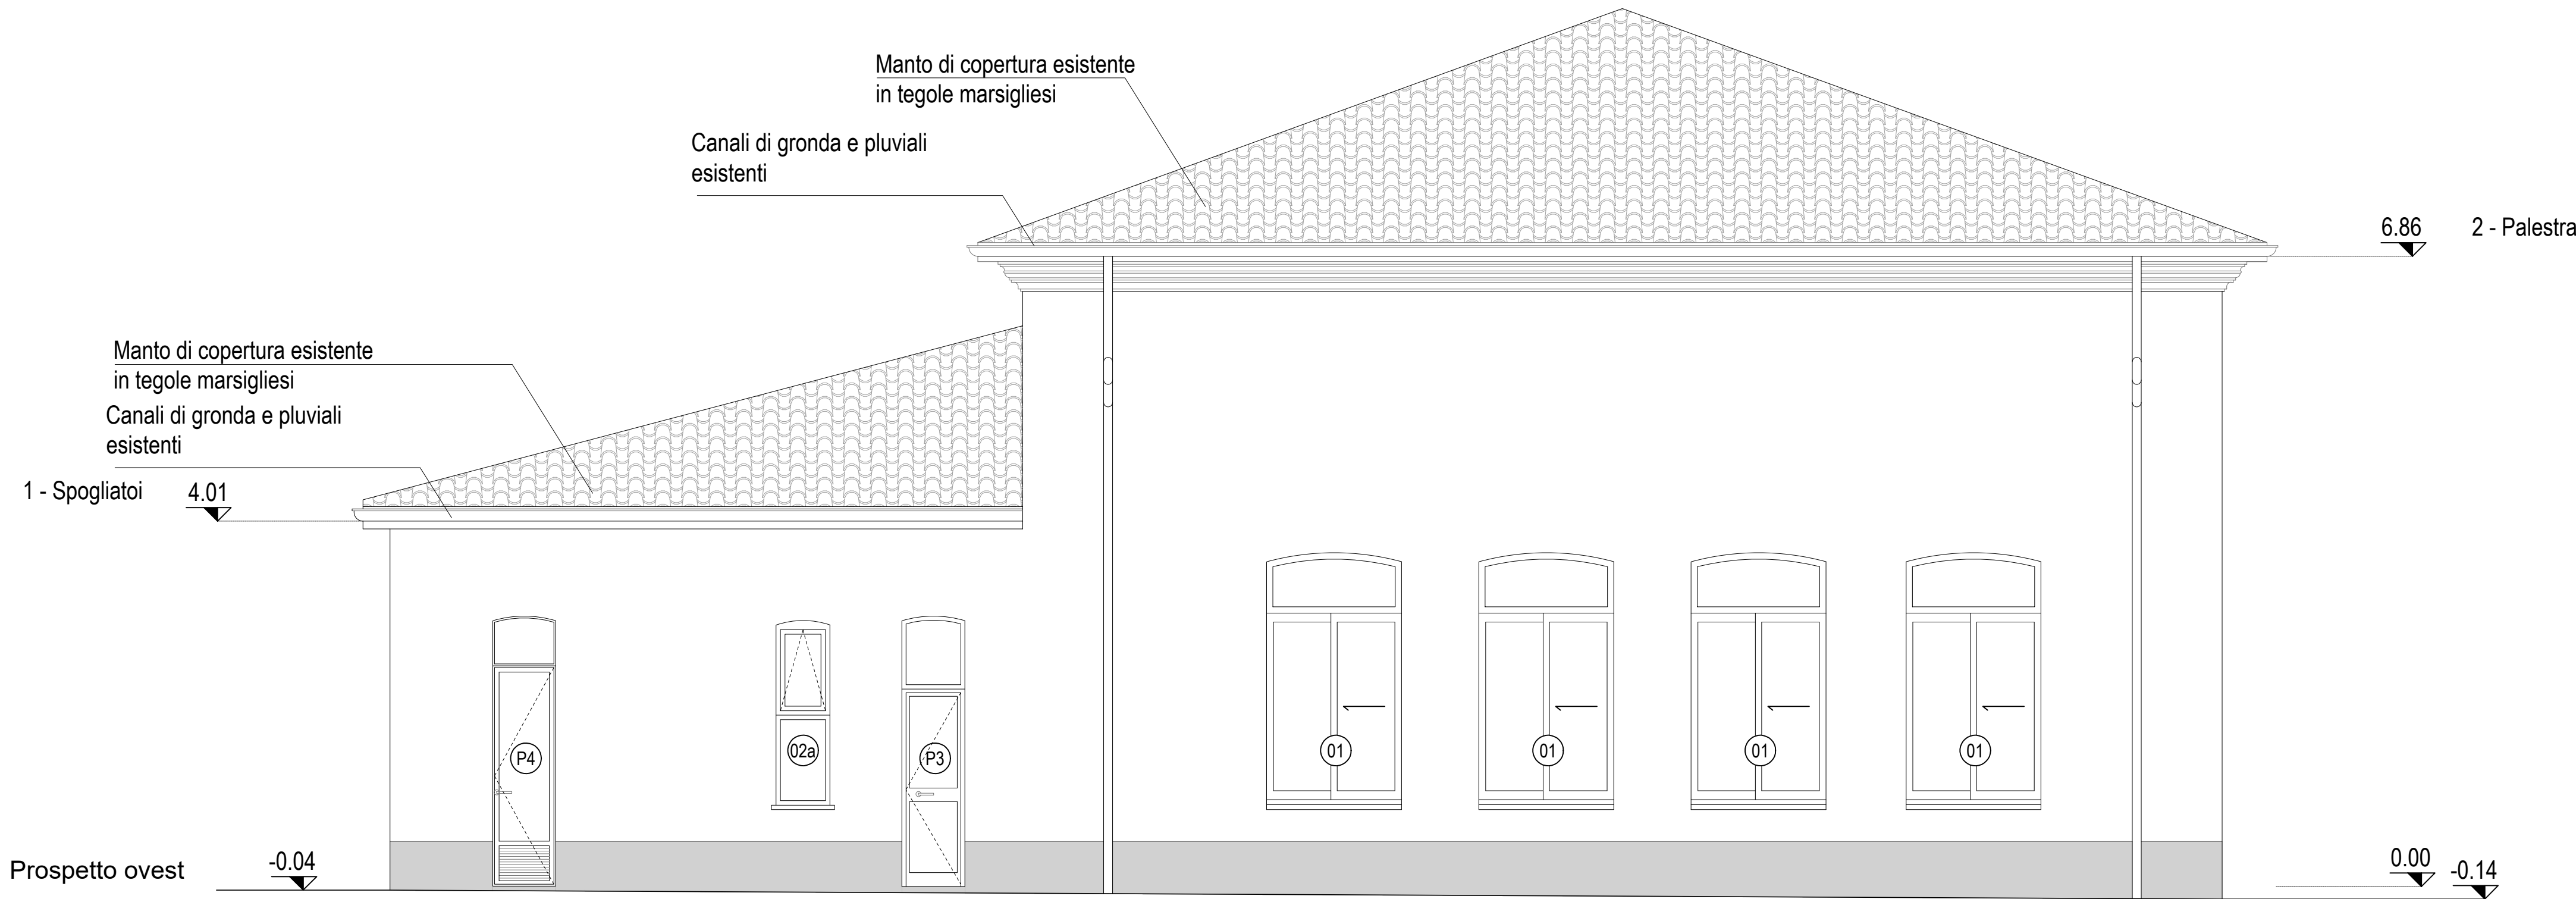 Manto di copertura esistente
in tegole marsigliesi
Canali di gronda e pluviali
esistenti
6.86
2 - Palestra
Manto di copertura esistente
in tegole marsigliesi
Canali di gronda e pluviali
esistenti
1 - Spogliatoi
4.01
P4
02a
P3
01
01
01
01
Prospetto ovest
-0.04
0.00
-0.14